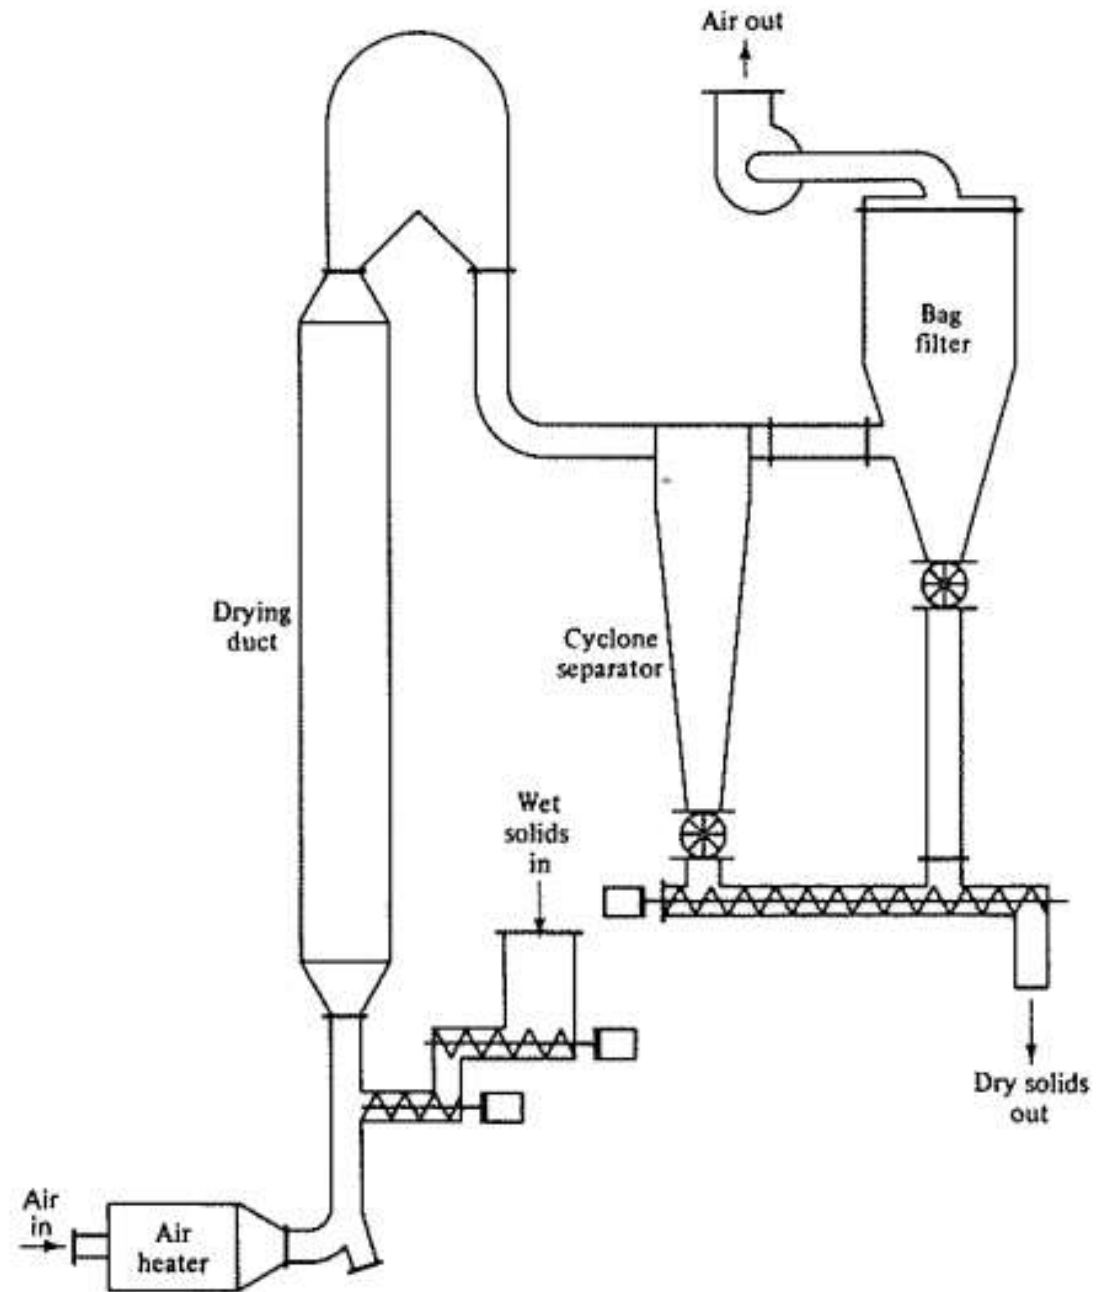 Air out
Bag
filter
Drying
duct
Cyclone
separator
Wet
solids
in
Dry solids
out
Air
in
Air
heater